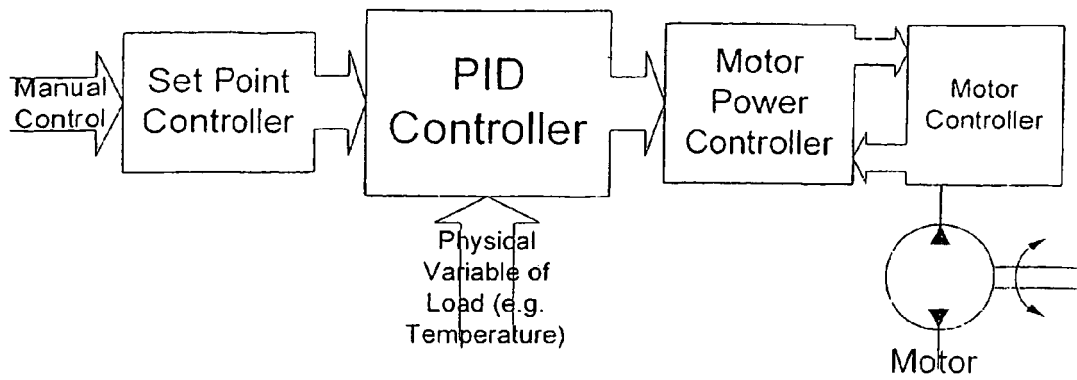 Manual
Control
Set Point
Controller
PID
Controller
Motor
Power
Controller
Motor
Controller
Physical
Variable of
Load (e.g.
Temperature)
Motor